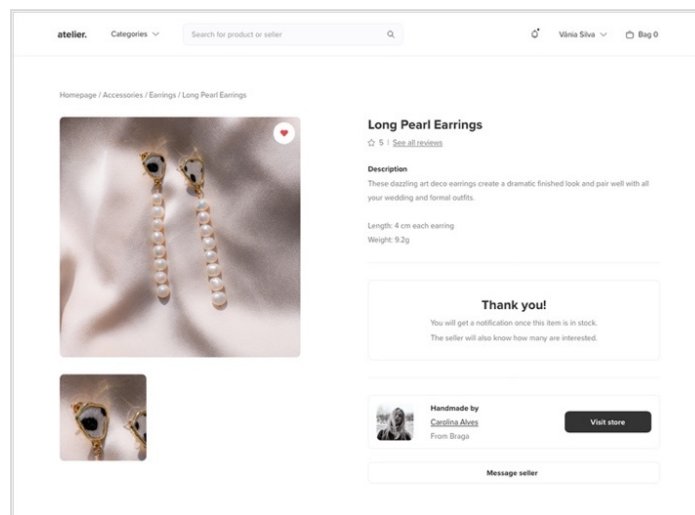 atelier.
Categories
Search for product or seller
Vânia Silva
Bag 0
Homepage / Accessories / Earrings / Long Pearl Earrings
Long Pearl Earrings
5 | See all reviews
Description
These dazzling art deco earrings create a dramatic finished look and pair well with all
your wedding and formal outfits.
Length: 4 cm each earring
Weight: 9.2g
Thank you!
You will get a notification once this item is in stock.
The seller will also know how many are interested.
Handmade by
Carolina Alves
From Braga
Visit store
Message seller